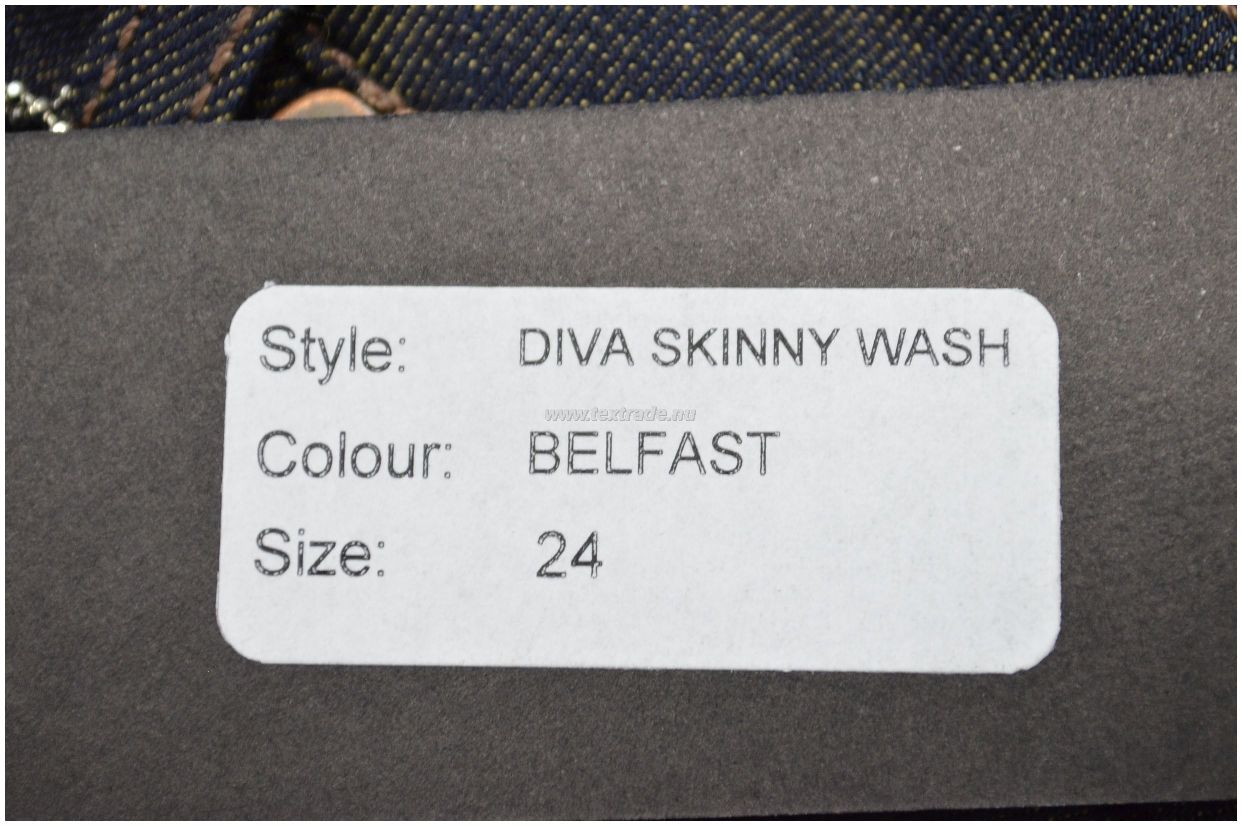 Style: DIVA SKINNY WASH
www.textrade.nu
Colour: BELFAST
Size: 24